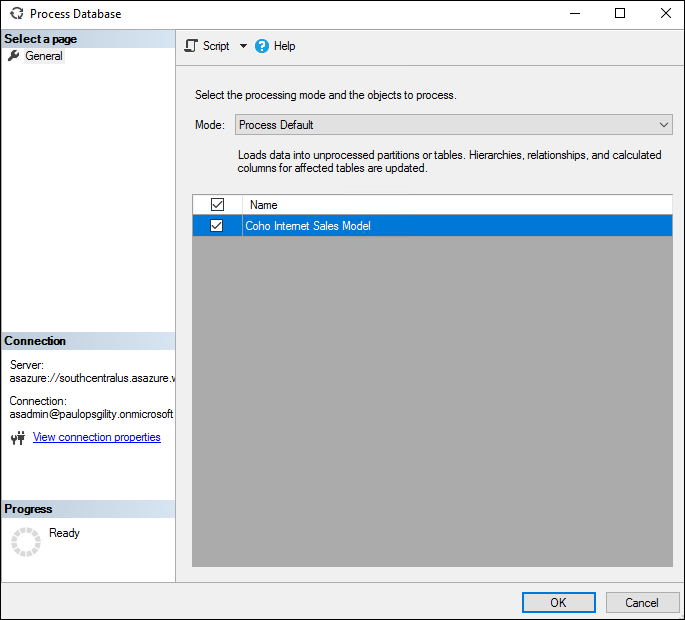 Process Database
Select a page
General
Script
Help
Select the processing mode and the objects to process.
Mode: Process Default
Loads data into unprocessed partitions or tables. Hierarchies, relationships, and calculated
columns for affected tables are updated.
Name
Coho Internet Sales Model
Connection
Server:
asazure://southcentralus.asazure.w
Connection:
asadmin@paulopsgility.onmicrosoft
View connection properties
Progress
Ready
OK
Cancel